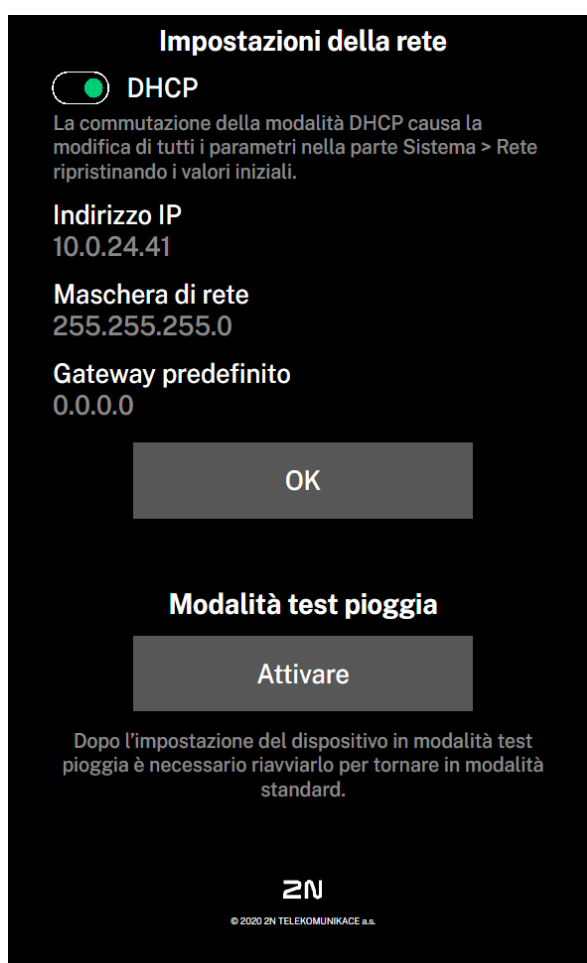 Impostazioni della rete
DHCP
La commutazione della modalità DHCP causa la
modifica di tutti i parametri nella parte Sistema > Rete
ripristinando i valori iniziali.
Indirizzo IP
10.0.24.41
Maschera di rete
255.255.255.0
Gateway predefinito
0.0.0.0
OK
Modalità test pioggia
Attivare
Dopo l'impostazione del dispositivo in modalità test
pioggia è necessario riavviarlo per tornare in modalità
standard.
2N
© 2020 2N TELEKOMUNIKACE a.s.